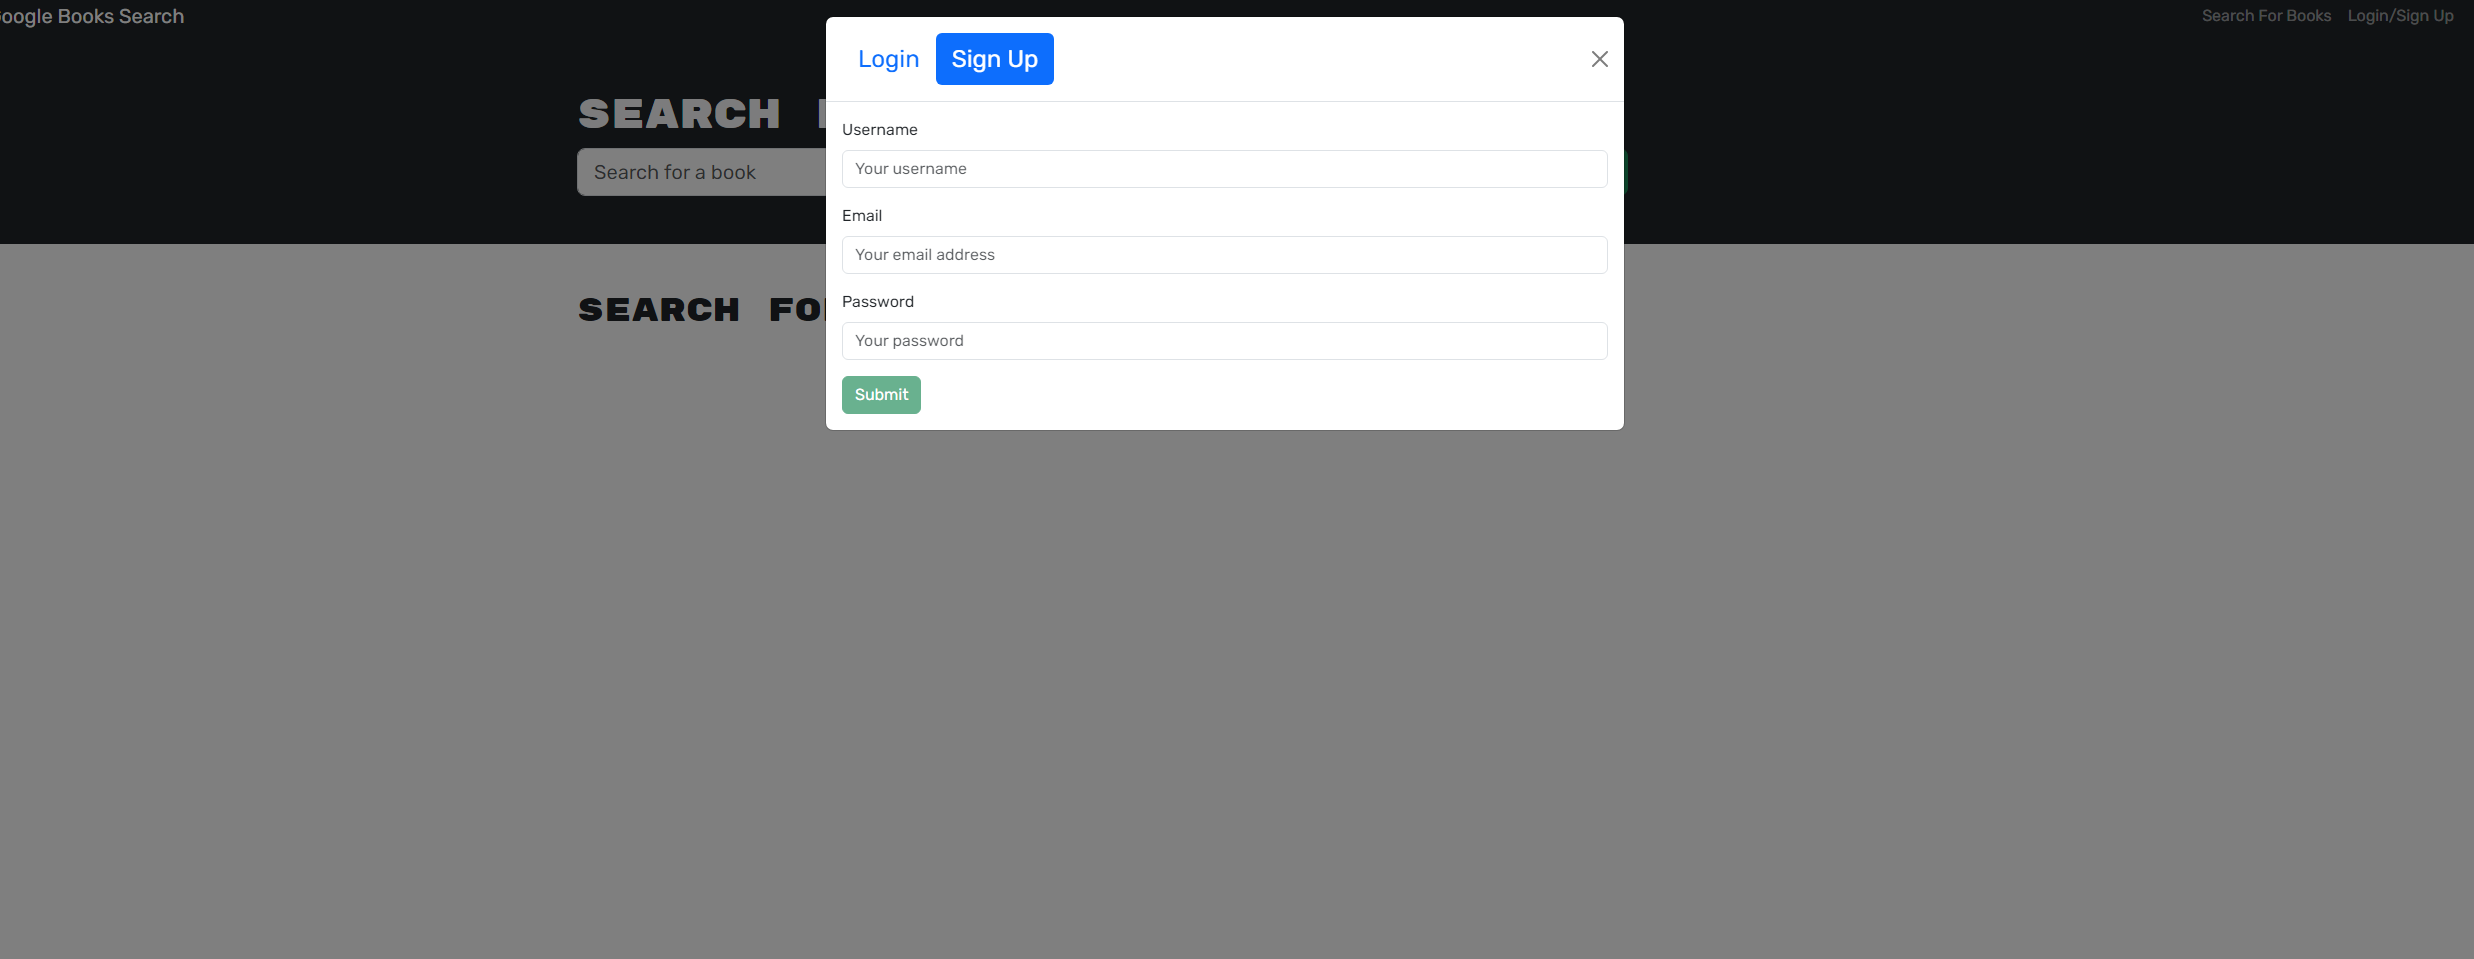 oogle Books Search
Search For Books
Login/Sign Up
Login
Sign Up
SEARCH
Search for a book
Username
Your username
Email
Your email address
Password
Your password
Submit
SEARCH FO